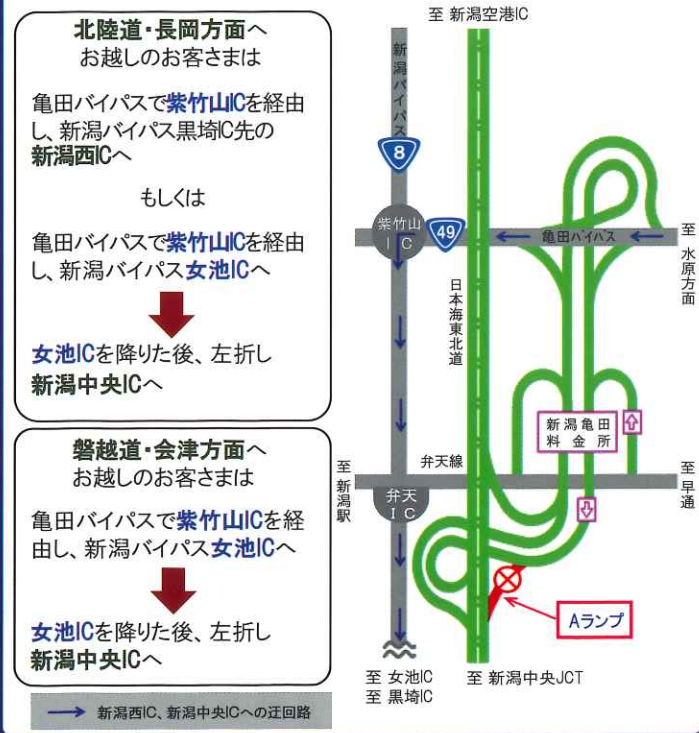 北陸道・長岡方面へ
お越しのお客さまは
亀田バイパスで紫竹山ICを経由
し、新潟バイパス黒埼IC先の
新潟西ICへ
もしくは
亀田バイパスで紫竹山ICを経由
し、新潟バイパス女池ICへ
女池ICを降りた後、左折し
新潟中央ICへ
磐越道・会津方面へ
お越しのお客さまは
亀田バイパスで紫竹山ICを経
由し、新潟バイパス女池ICへ
女池ICを降りた後、左折し
新潟中央ICへ
新潟西IC、新潟中央ICへの迂回路
至 新潟空港IC
新潟バイパス
8
紫竹山
IC
49
亀田バイパス
至 水原方面
日本海東北道
新潟亀田
料金所
弁天線
至 新潟駅
弁天
IC
至 早通
Aランプ
至 女池IC
至 黒埼IC
至 新潟中央JCT